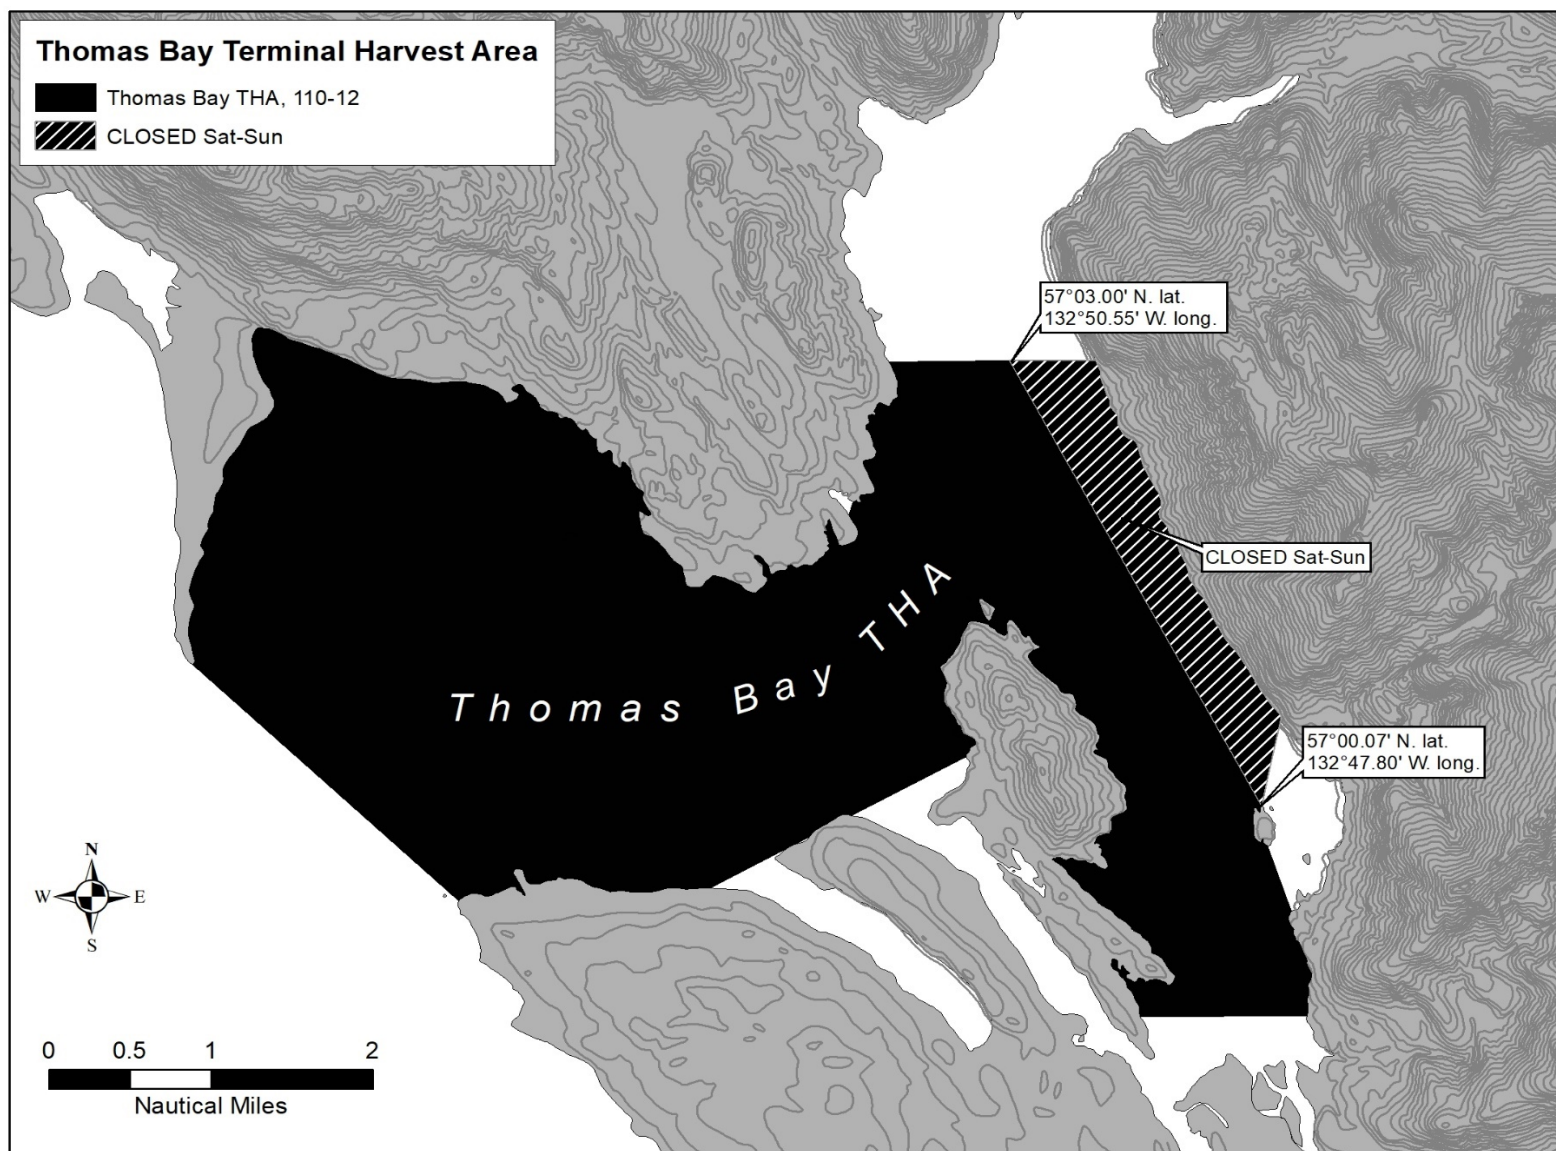 Thomas Bay Terminal Harvest Area
Thomas Bay THA, 110-12
CLOSED Sat-Sun
57°03.00' N. lat.
132°50.55' W. long.
CLOSED Sat-Sun
Thomas Bay THA
57°00.07' N. lat.
132°47.80' W. long.
N
W E
S
0 0.5 1 2
Nautical Miles